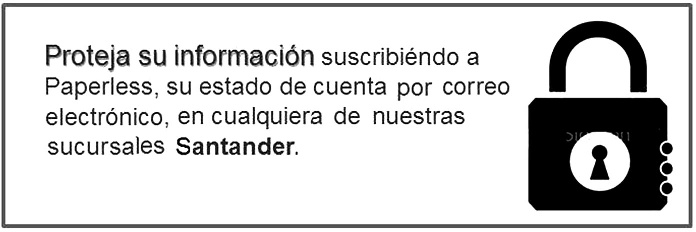 Proteja su información suscribiéndo a
Paperless, su estado de cuenta por correo
electrónico, en cualquiera de nuestras
sucursales Santander.